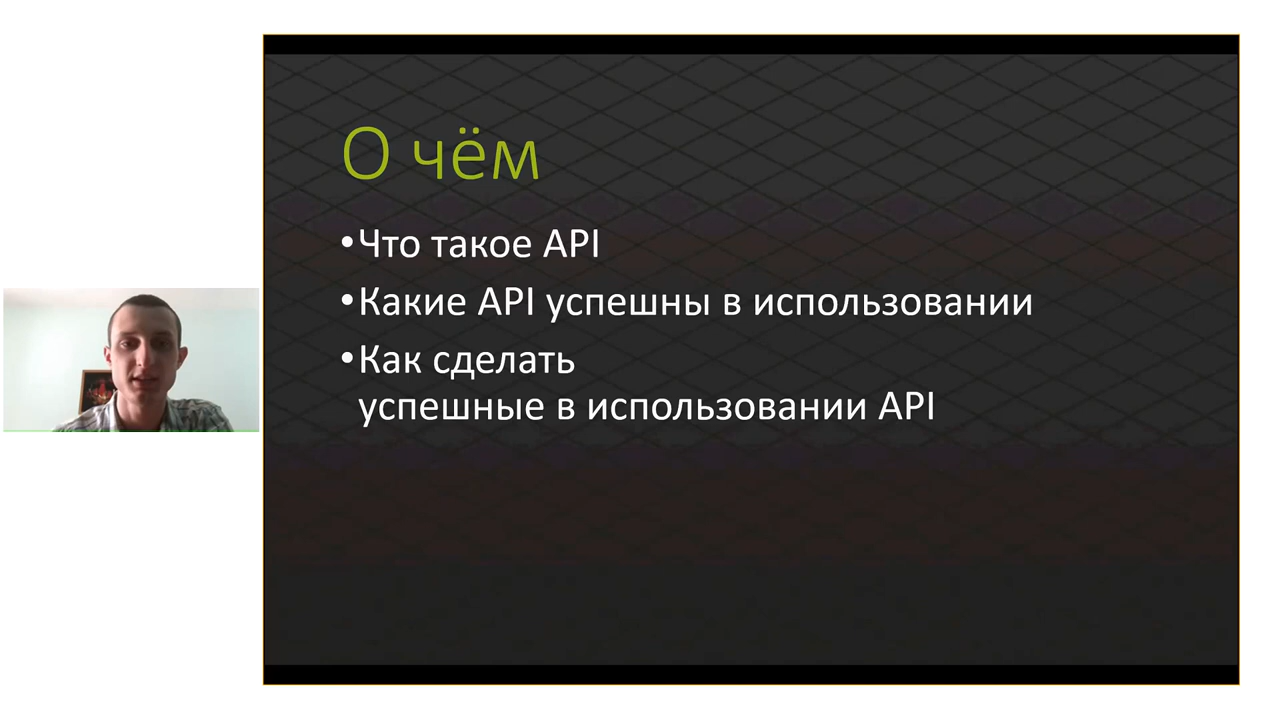 О чём
•Что такое API
•Какие API успешны в использовании
•Как сделать
успешные в использовании API